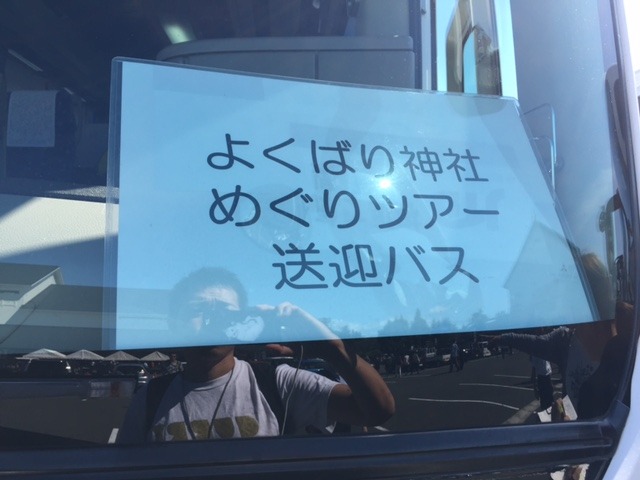 よくばり神社
めぐりツアー
送迎バス